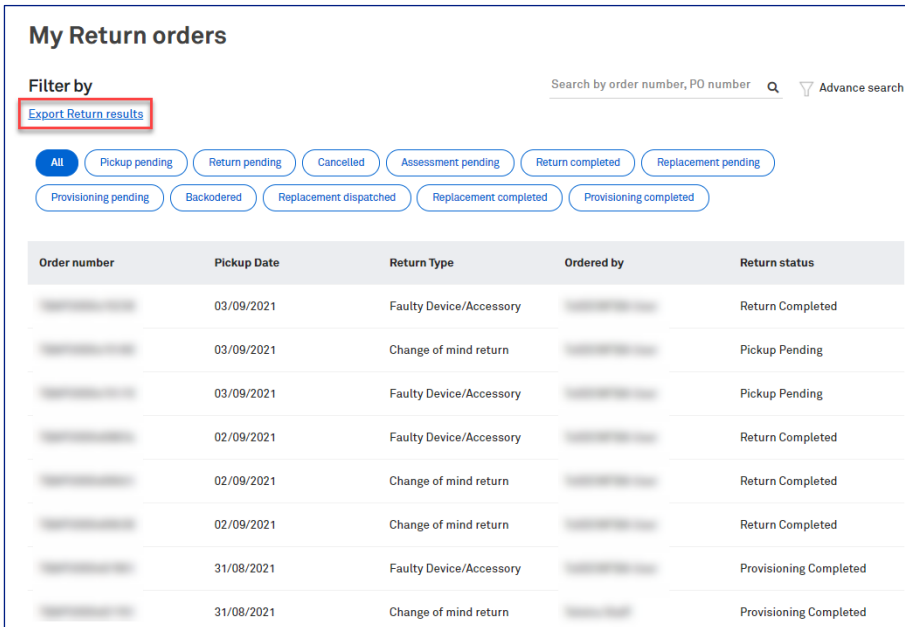 My Return orders
Filter by
Search by order number, PO number
Advance search
Export Return results
All Pickup pending Return pending Cancelled Assessment pending Return completed Replacement pending
Provisioning pending Backodered Replacement dispatched Replacement completed Provisioning completed
Order number Pickup Date Return Type Ordered by Return status
03/09/2021 Faulty Device/Accessory Return Completed
03/09/2021 Change of mind return Pickup Pending
03/09/2021 Faulty Device/Accessory Pickup Pending
02/09/2021 Faulty Device/Accessory Return Completed
02/09/2021 Change of mind return Return Completed
02/09/2021 Change of mind return Return Completed
31/08/2021 Faulty Device/Accessory Provisioning Completed
31/08/2021 Change of mind return Provisioning Completed